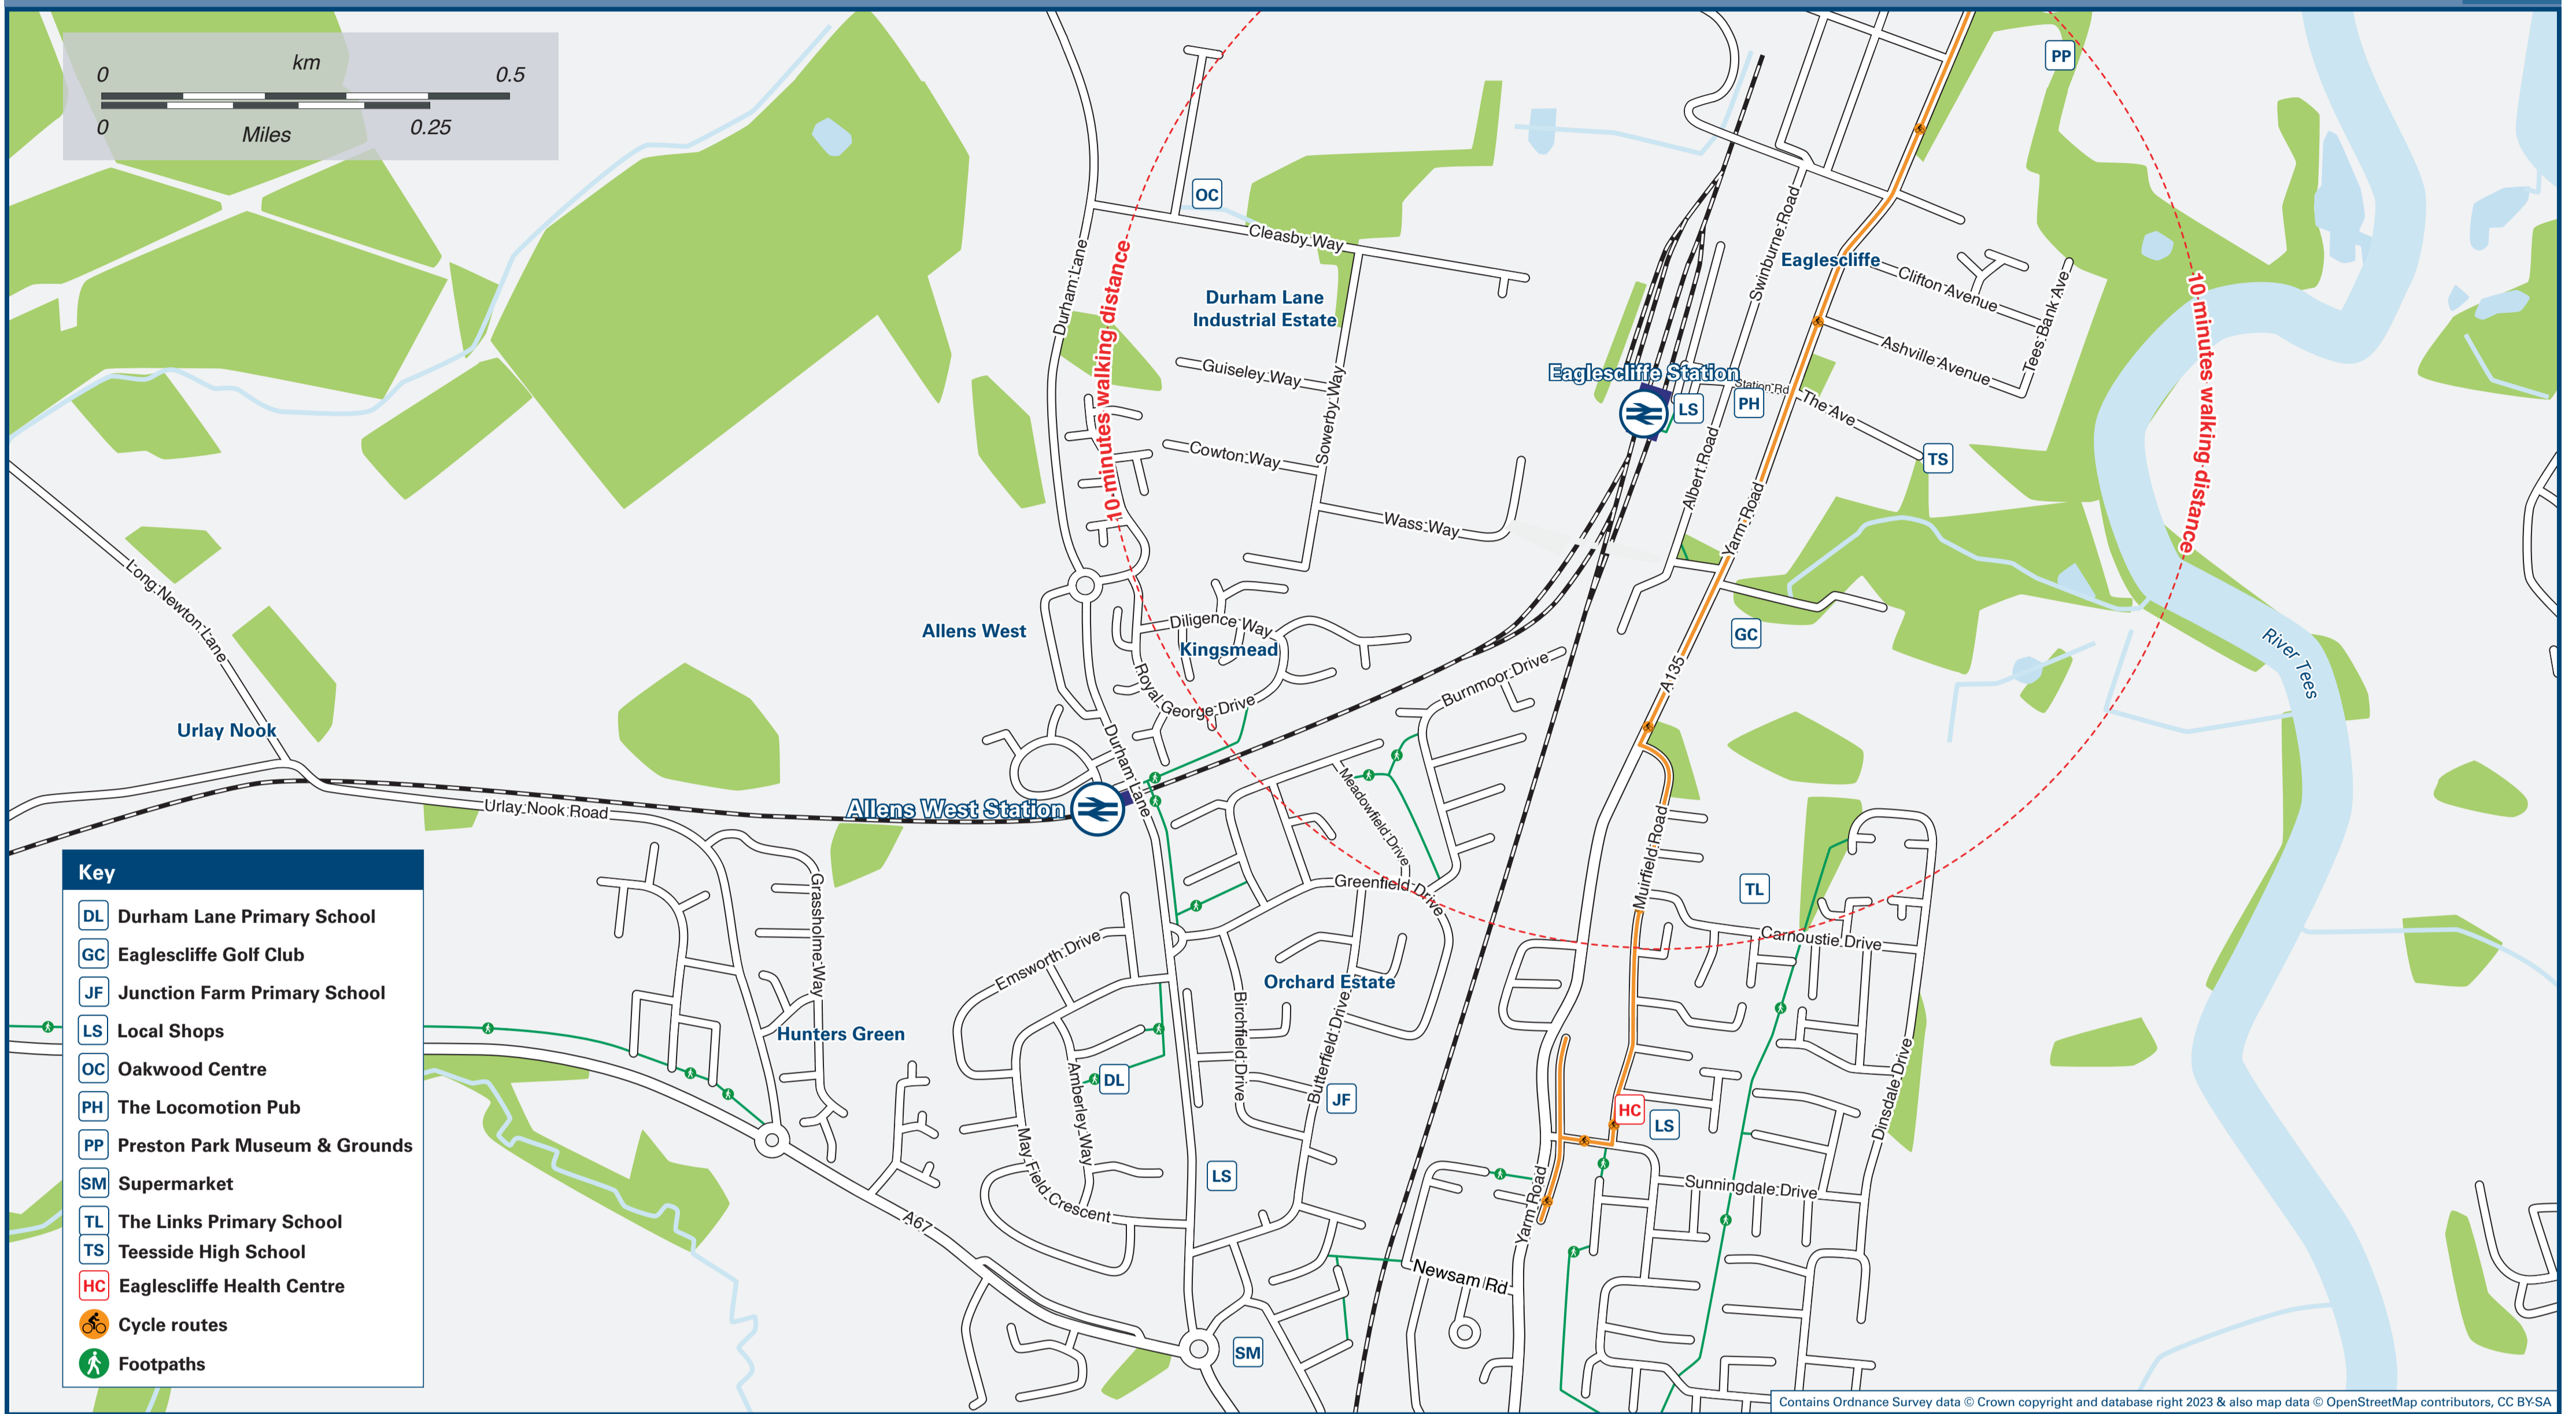 km
0
0.5
0
0.25
Miles
PP
OC
Cleasby Way
Durham Lane
Swinburne Road
Eaglescliffe
Clifton Avenue
Tees Bank Ave
Durham Lane
Industrial Estate
10 minutes walking distance
10 minutes walking distance
Ashville Avenue
Guiseley Way
Sowerby Way
Eaglescliffe Station
Station Rd
LS
PH
The Ave
TS
Cowton Way
Albert Road
Wass Way
Yarm Road
Long Newton Lane
Allens West
Diligence Way
Kingsmead
GC
River Tees
Royal George Drive
Burnmoor Drive
A135
Urlay Nook
Durham Lane
Allens West Station
Urlay Nook Road
Meadowfield Drive
Muirfield Road
Greenfield Drive
TL
Grassholme Way
Carnoustie Drive
Emsworth Drive
Orchard Estate
Birchfield Drive
Butterfield Drive
Hunters Green
Amberley Way
DL
JF
HC
LS
Dinsdale Drive
May Field Crescent
LS
Sunningdale Drive
Yarm Road
A67
Newsam Rd
SM
Key
DL Durham Lane Primary School
GC Eaglescliffe Golf Club
JF Junction Farm Primary School
LS Local Shops
OC Oakwood Centre
PH The Locomotion Pub
PP Preston Park Museum & Grounds
SM Supermarket
TL The Links Primary School
TS Teesside High School
HC Eaglescliffe Health Centre
Cycle routes
Footpaths
Contains Ordnance Survey data © Crown copyright and database right 2023 & also map data © OpenStreetMap contributors, CC BY-SA